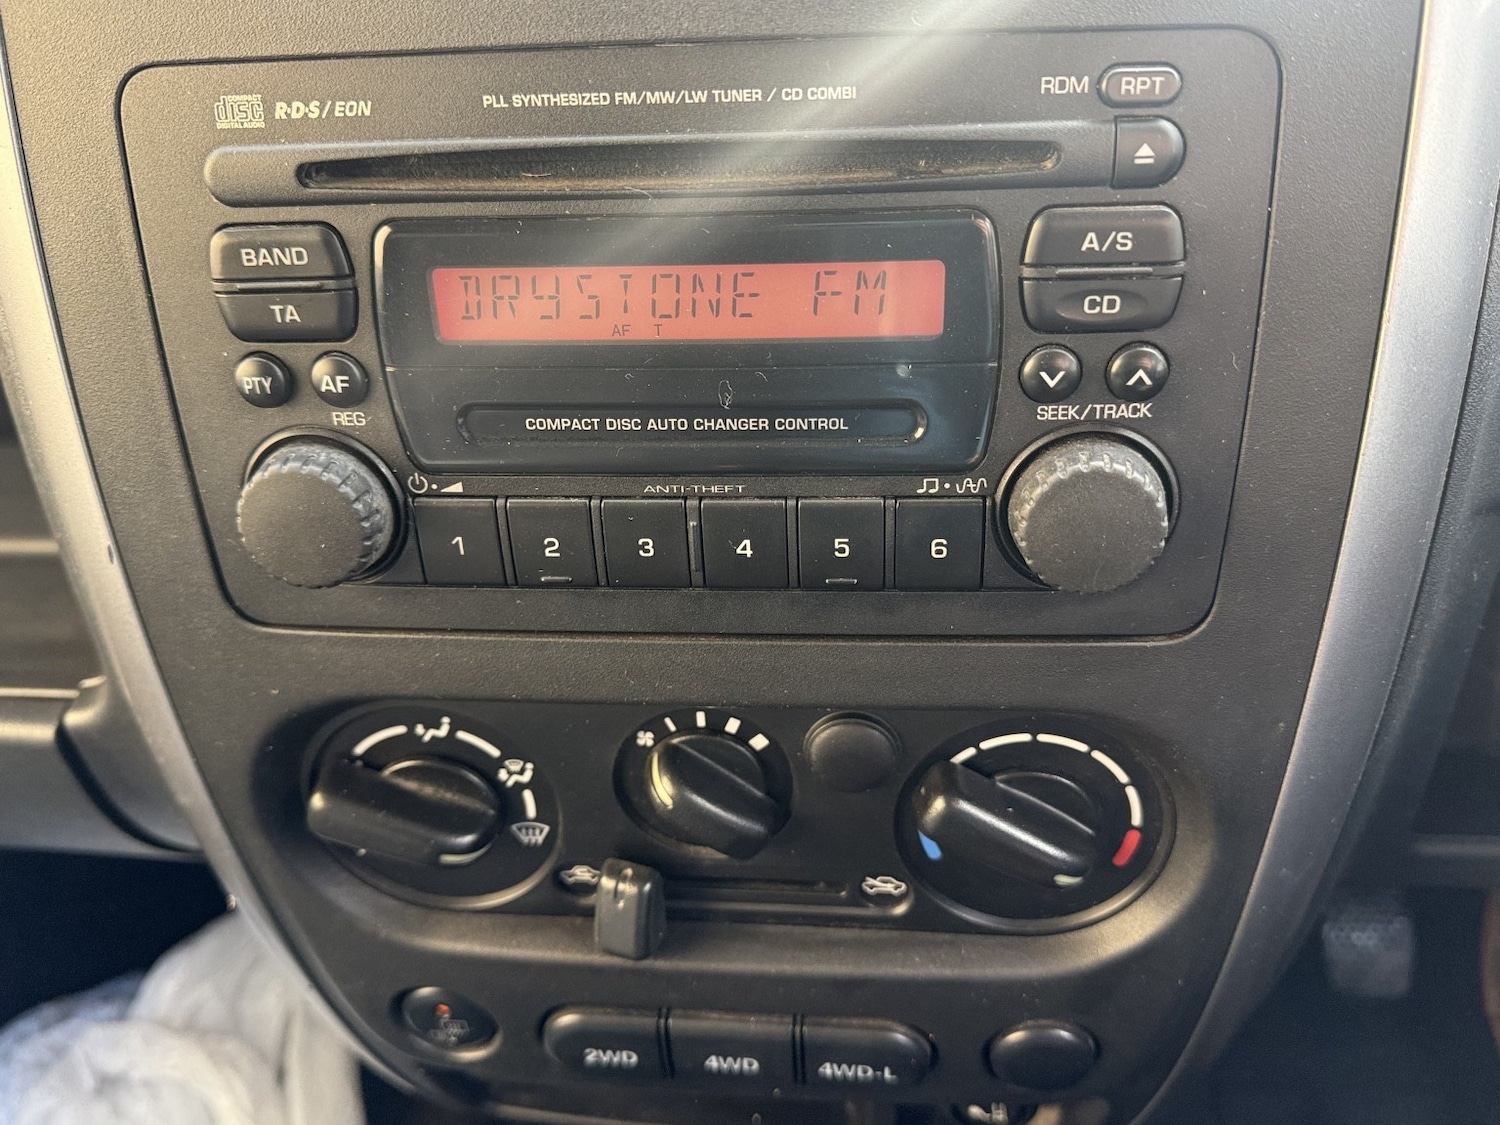 COMPACT
disc
DIGITAL AUDIO
R·D·S/EON
PLL SYNTHESIZED FM/MW/LW TUNER / CD COMBI
RDM RPT
BAND
DRYSTONE FM
AF T
A/S
TA
CD
PTY AF
REG
SEEK/TRACK
COMPACT DISC AUTO CHANGER CONTROL
ANTI-THEFT
1 2 3 4 5 6
2WD 4WD 4WD-L